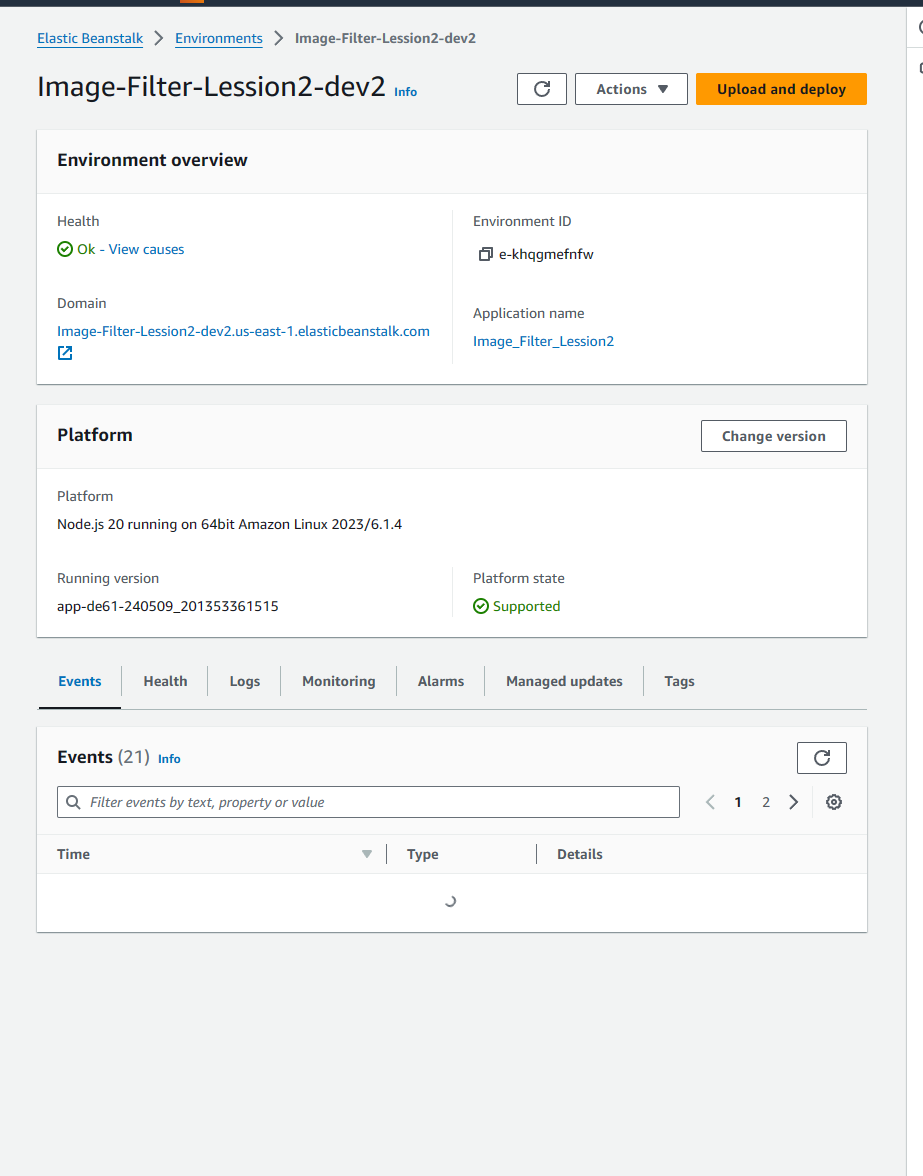 Elastic Beanstalk > Environments > Image-Filter-Lession2-dev2
Image-Filter-Lession2-dev2 Info
Actions
Upload and deploy
Environment overview
Health
Ok - View causes
Domain
Image-Filter-Lession2-dev2.us-east-1.elasticbeanstalk.com
Environment ID
e-khqgmefnfw
Application name
Image_Filter_Lession2
Platform
Change version
Platform
Node.js 20 running on 64bit Amazon Linux 2023/6.1.4
Running version
app-de61-240509_201353361515
Platform state
Supported
Events Health Logs Monitoring Alarms Managed updates Tags
Events (21) Info
Filter events by text, property or value
1 2
Time Type Details